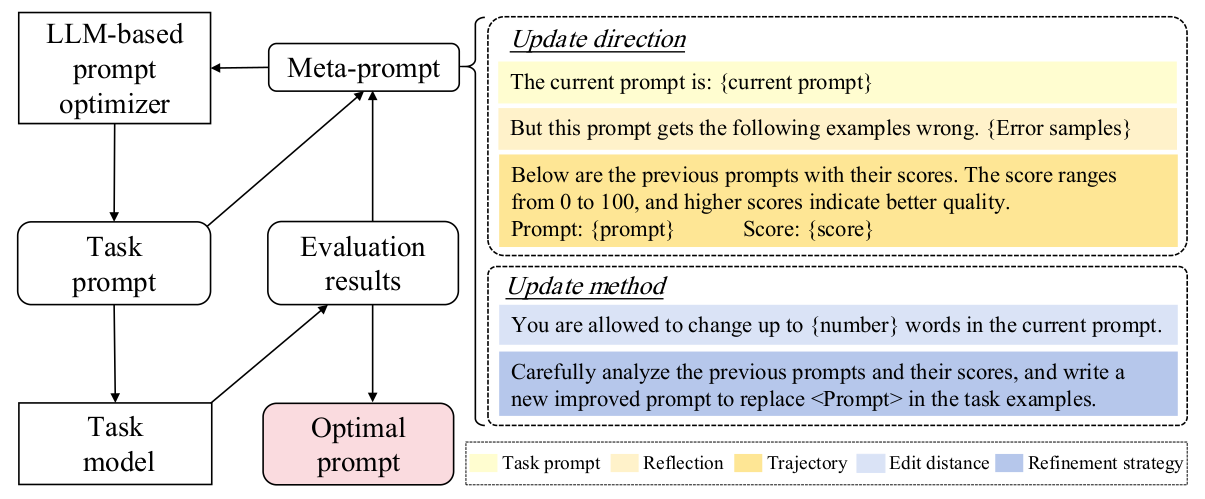 LLM-based
prompt
optimizer
Meta-prompt
Task
prompt
Evaluation
results
Task
model
Optimal
prompt
Update direction
The current prompt is: {current prompt}
But this prompt gets the following examples wrong. {Error samples}
Below are the previous prompts with their scores. The score ranges
from 0 to 100, and higher scores indicate better quality.
Prompt: {prompt} Score: {score}
Update method
You are allowed to change up to {number} words in the current prompt.
Carefully analyze the previous prompts and their scores, and write a
new improved prompt to replace <Prompt> in the task examples.
Task prompt Reflection Trajectory Edit distance Refinement strategy